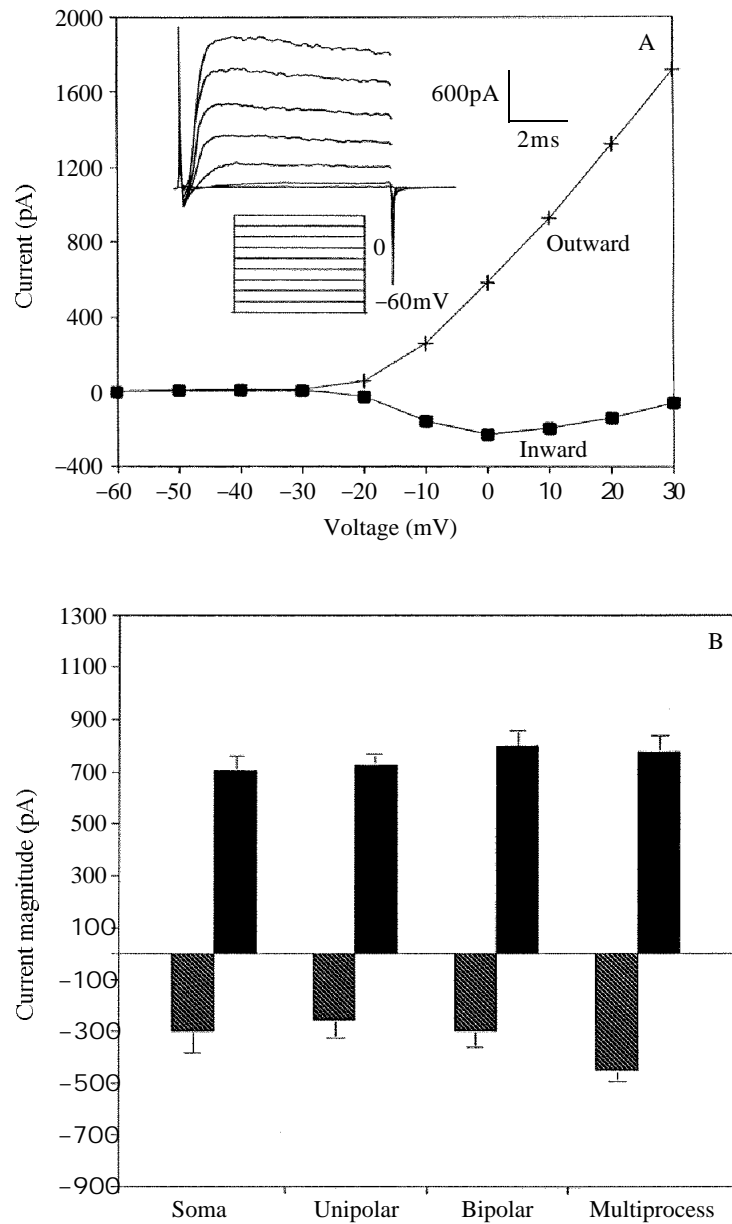 A
2000
1600
1200
800
400
0
−400
Current (pA)
600pA
2ms
0
−60mV
Outward
Inward
−60 −50 −40 −30 −20 −10 0 10 20 30
Voltage (mV)
B
1300
1100
900
700
500
300
100
−100
−300
−500
−700
−900
Current magnitude (pA)
Soma Unipolar Bipolar Multiprocess